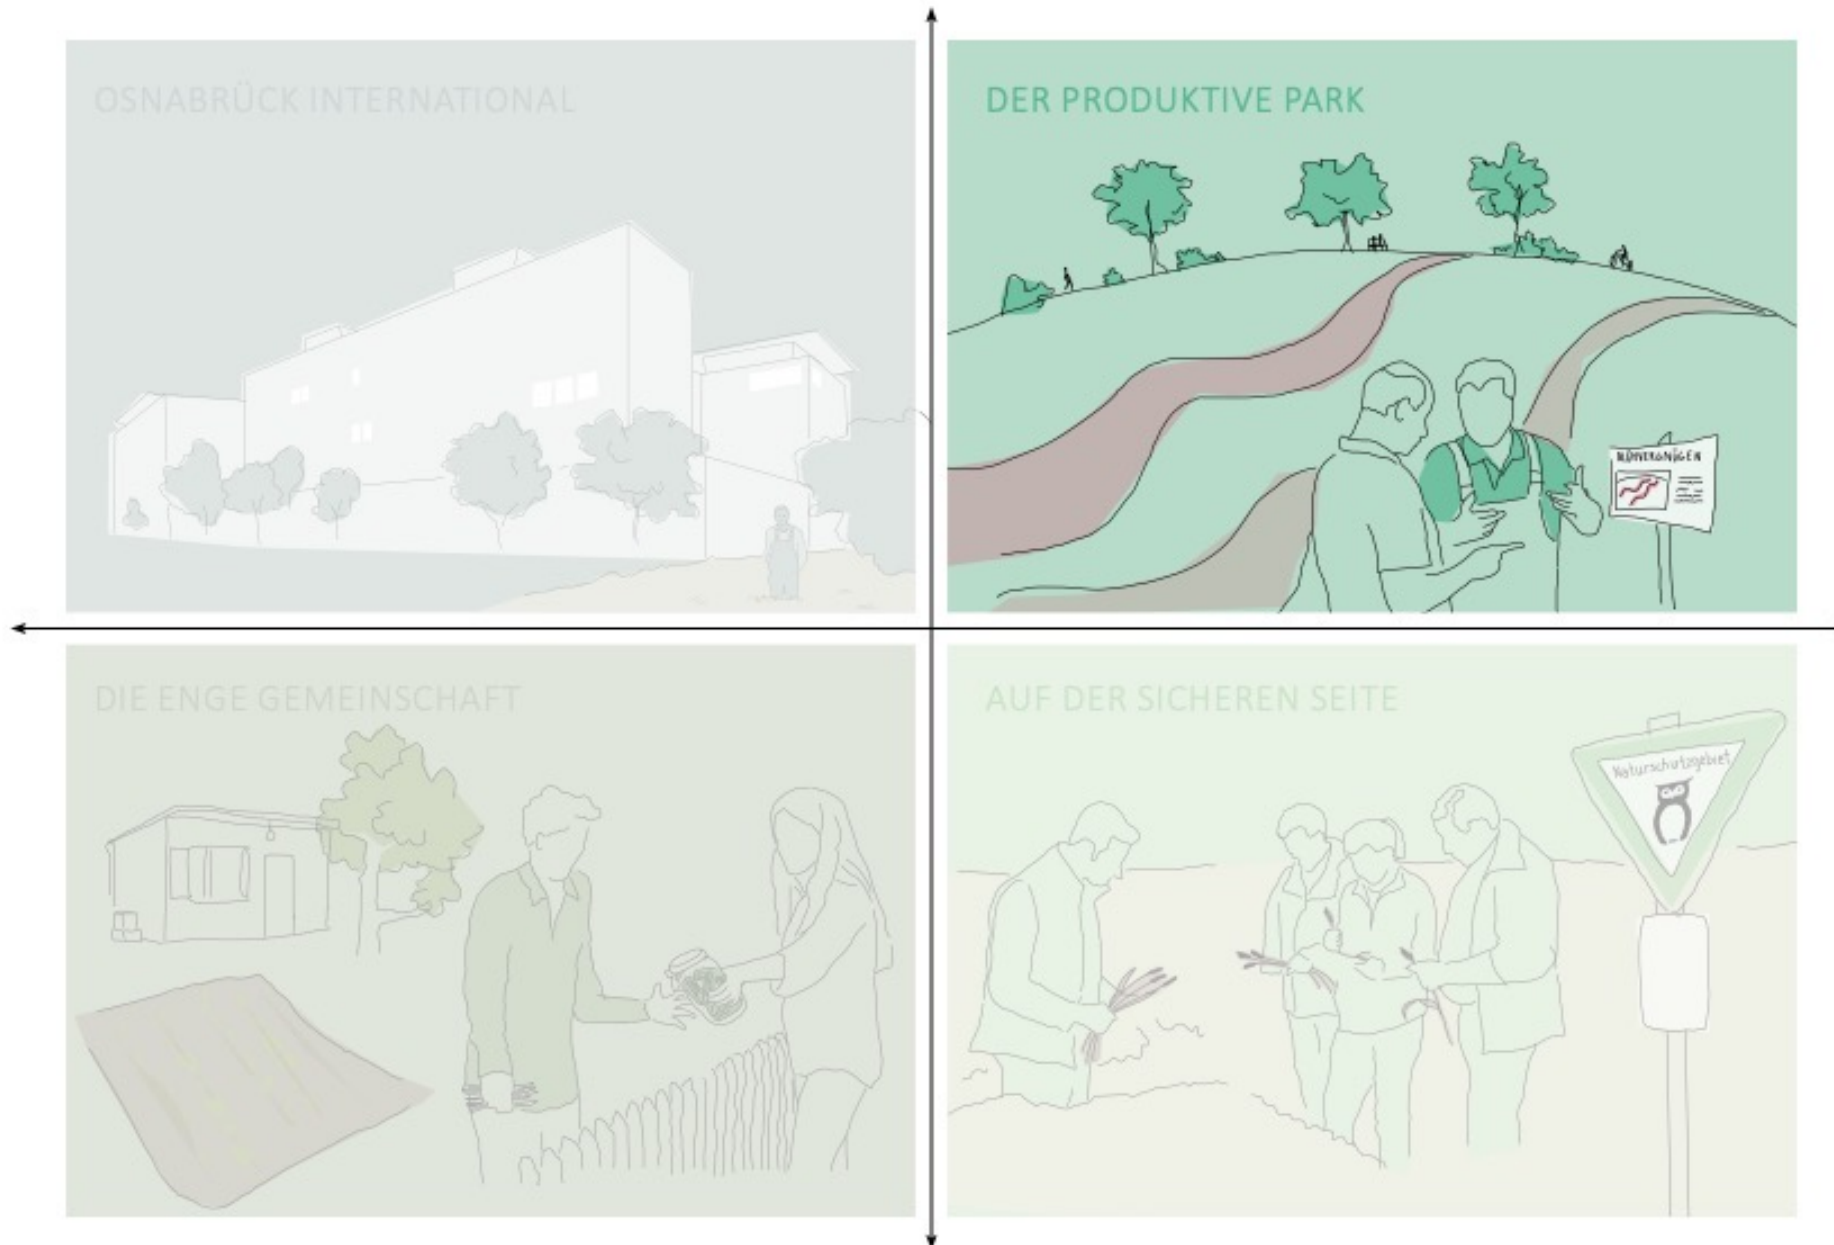 OSNABRÜCK INTERNATIONAL
DER PRODUKTIVE PARK
DIE ENGE GEMEINSCHAFT
AUF DER SICHEREN SEITE
Naturschutzgebiet